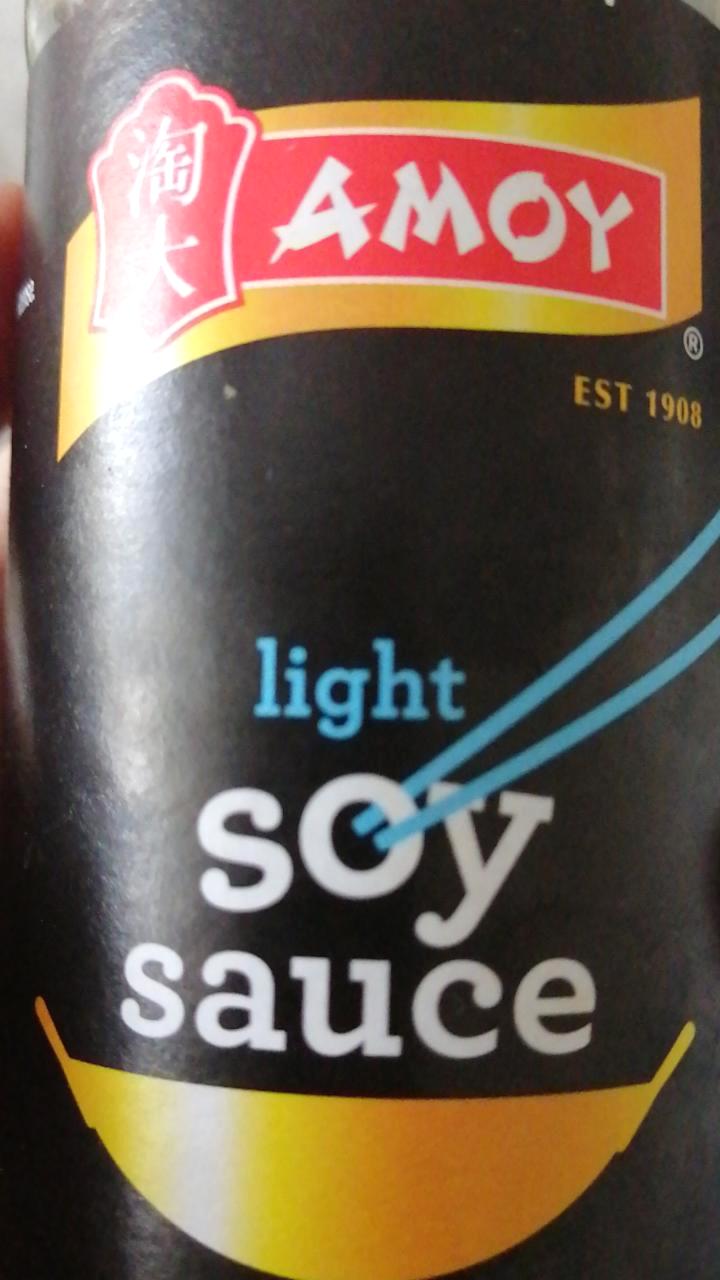 淘大
AMOY
®
EST 1908
light
soy
sauce